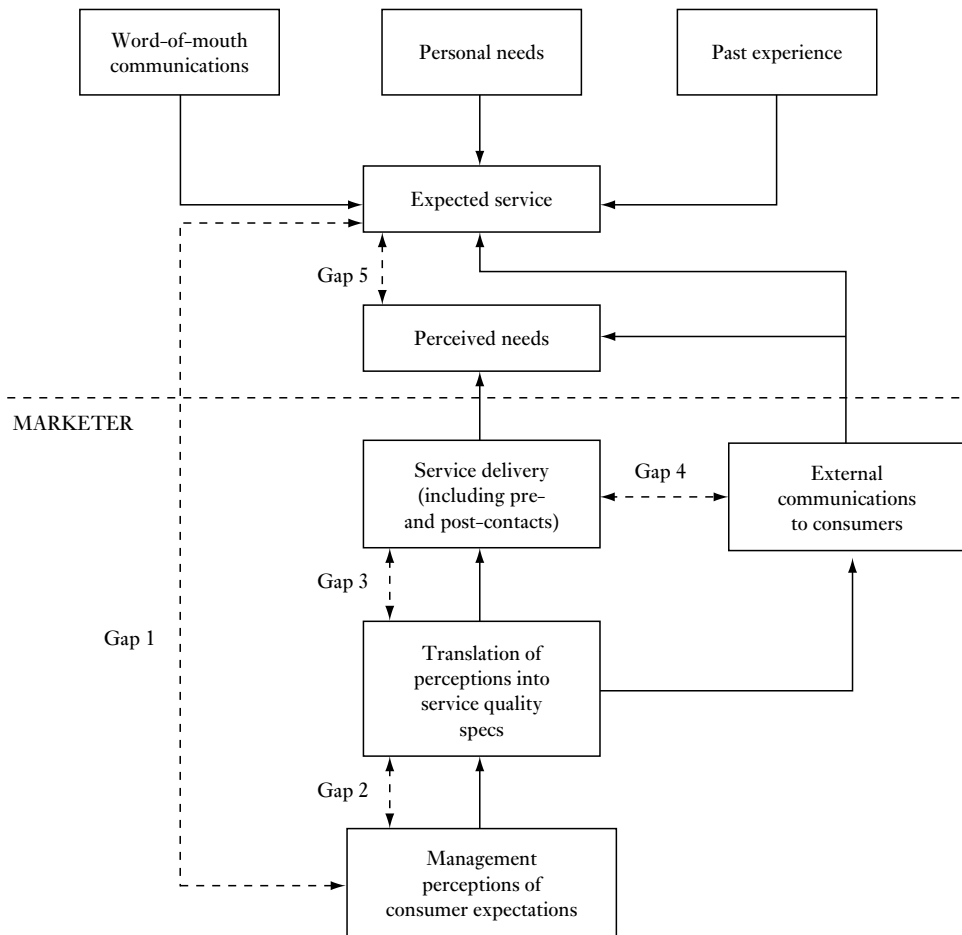 Word-of-mouth
communications
Personal needs
Past experience
Expected service
Gap 5
Perceived needs
MARKETER
Service delivery
(including pre-
and post-contacts)
Gap 4
External
communications
to consumers
Gap 3
Gap 1
Translation of
perceptions into
service quality
specs
Gap 2
Management
perceptions of
consumer expectations